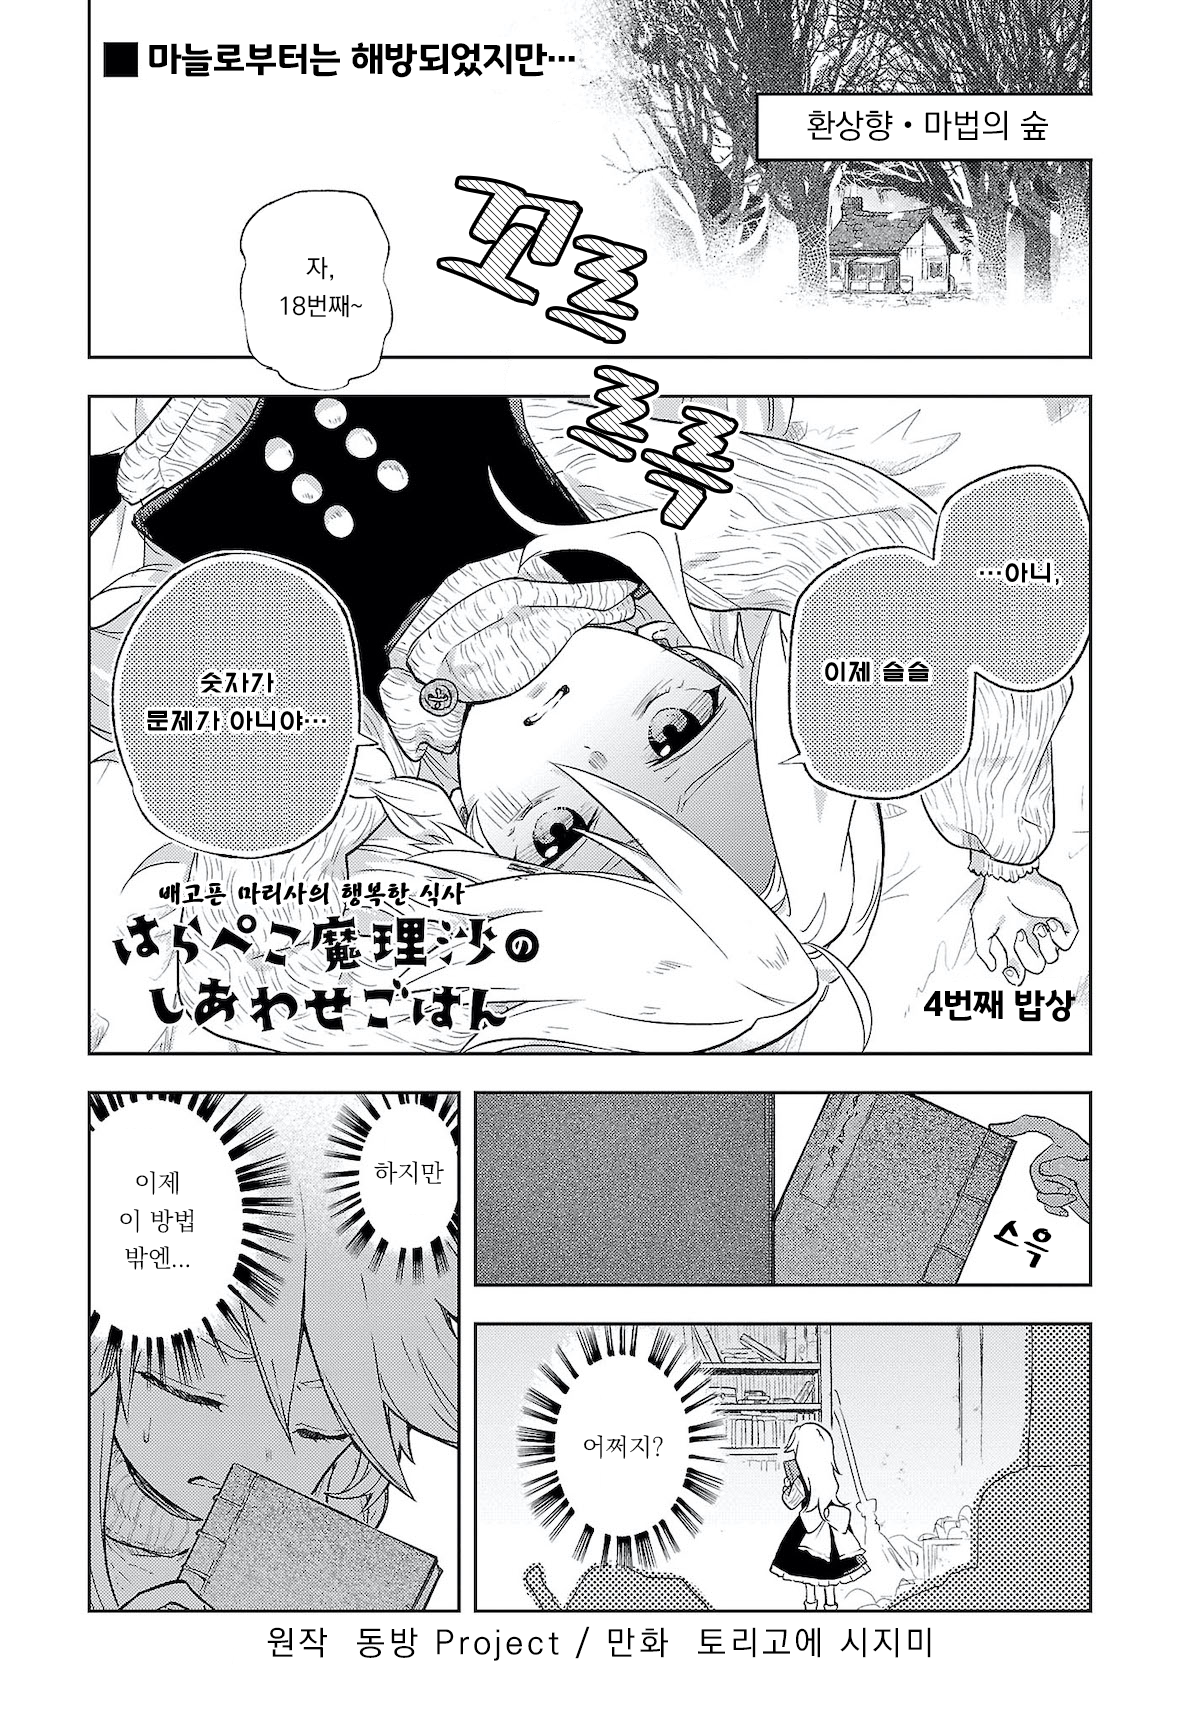 ■ 마늘로부터는 해방되었지만…
환상향・마법의 숲
꼬르
르륵
자,
18번째~
…아니,
이제 슬슬
숫자가
문제가 아니야…
배고픈 마리사의 행복한 식사
はらぺこ魔理沙の
しあわせごはん
4번째 밥상
스윽
하지만
이제
이 방법
밖엔...
어쩌지?
원작 동방 Project / 만화 토리고에 시지미